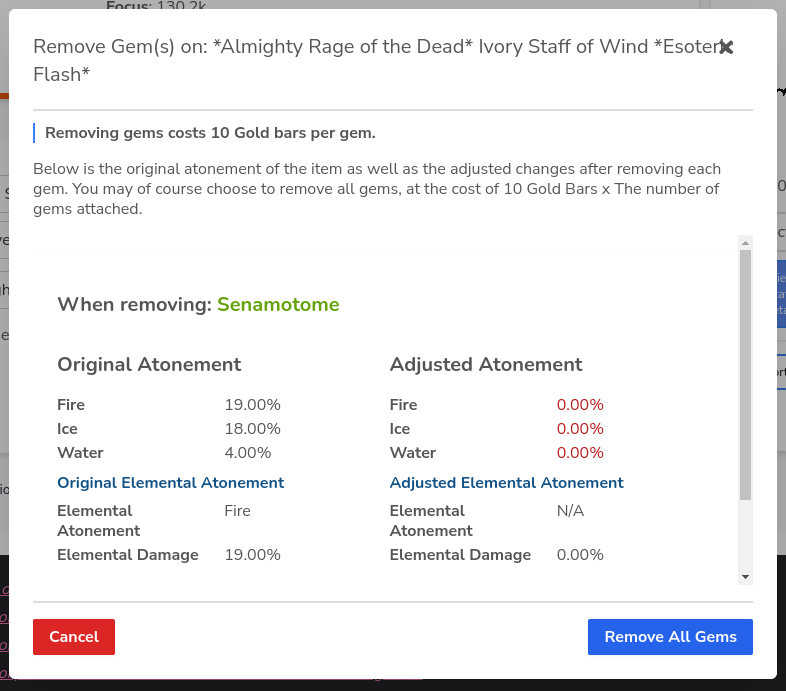 Focus: 130.2k
Remove Gem(s) on: *Almighty Rage of the Dead* Ivory Staff of Wind *Esoteric
Flash*
Removing gems costs 10 Gold bars per gem.
Below is the original atonement of the item as well as the adjusted changes after removing each
gem. You may of course choose to remove all gems, at the cost of 10 Gold Bars x The number of
gems attached.
When removing: Senamotome
Original Atonement Adjusted Atonement
Fire 19.00% Fire 0.00%
Ice 18.00% Ice 0.00%
Water 4.00% Water 0.00%
Original Elemental Atonement Adjusted Elemental Atonement
Elemental Fire Elemental N/A
Atonement Atonement
Elemental Damage 19.00% Elemental Damage 0.00%
Cancel Remove All Gems